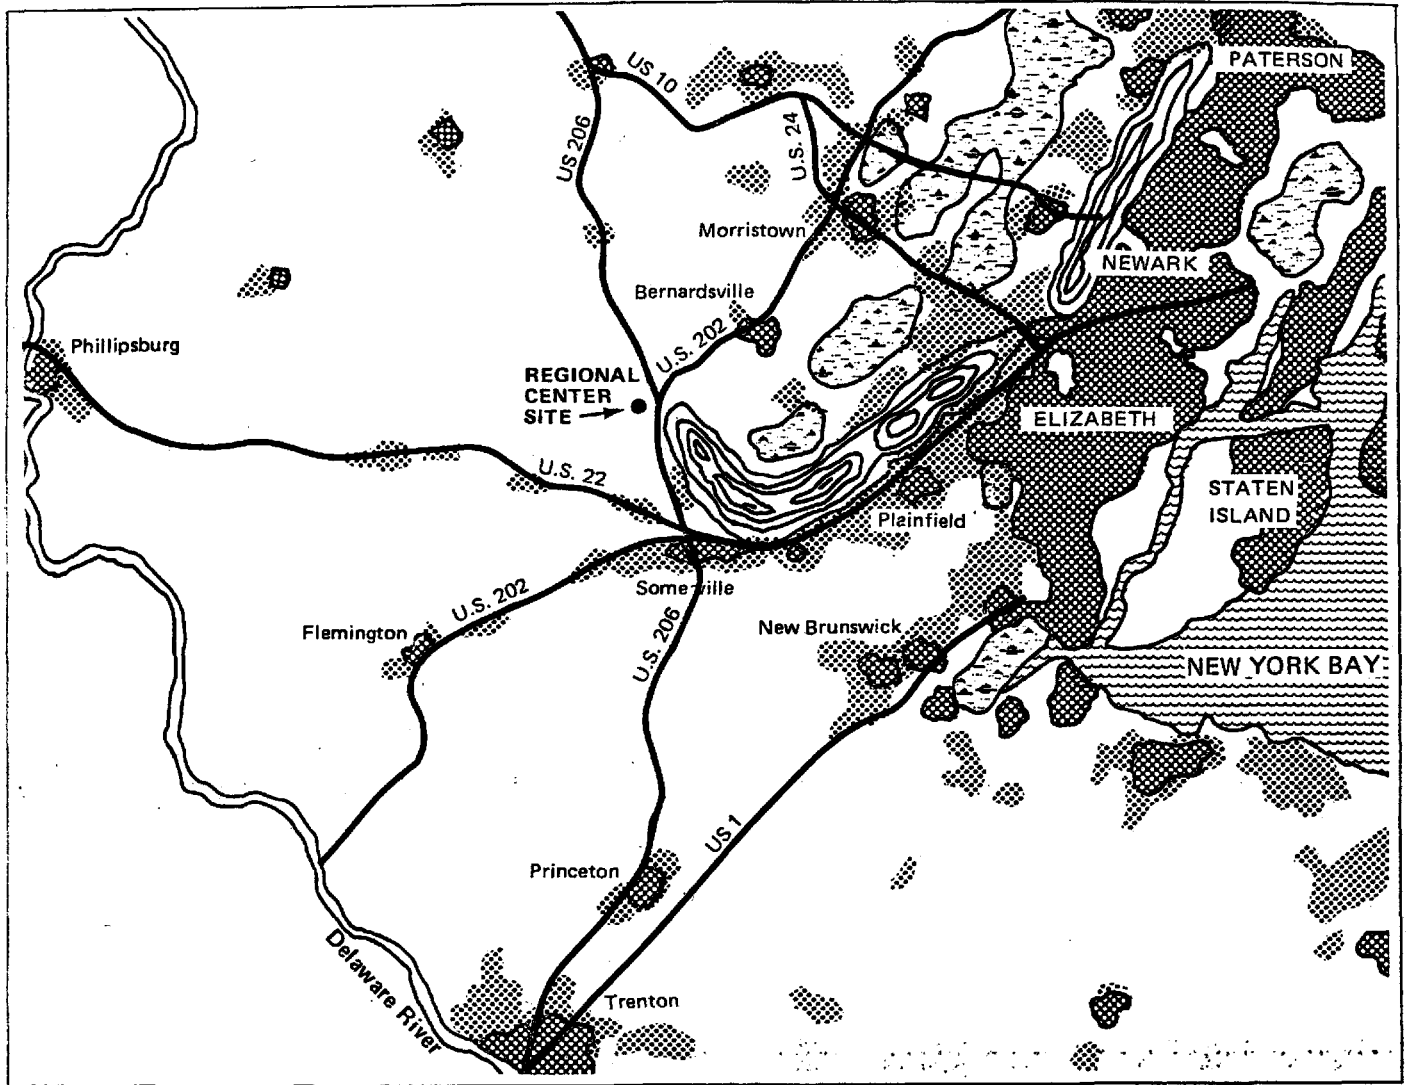 PATERSON
US 10
US 206
U.S. 24
Morristown
NEWARK
Bernardsville
U.S. 202
Phillipsburg
REGIONAL
CENTER
SITE
ELIZABETH
U.S. 22
STATEN
ISLAND
Plainfield
Somerville
U.S. 202
Flemington
U.S. 206
New Brunswick
NEW YORK BAY
US 1
Princeton
Delaware River
Trenton